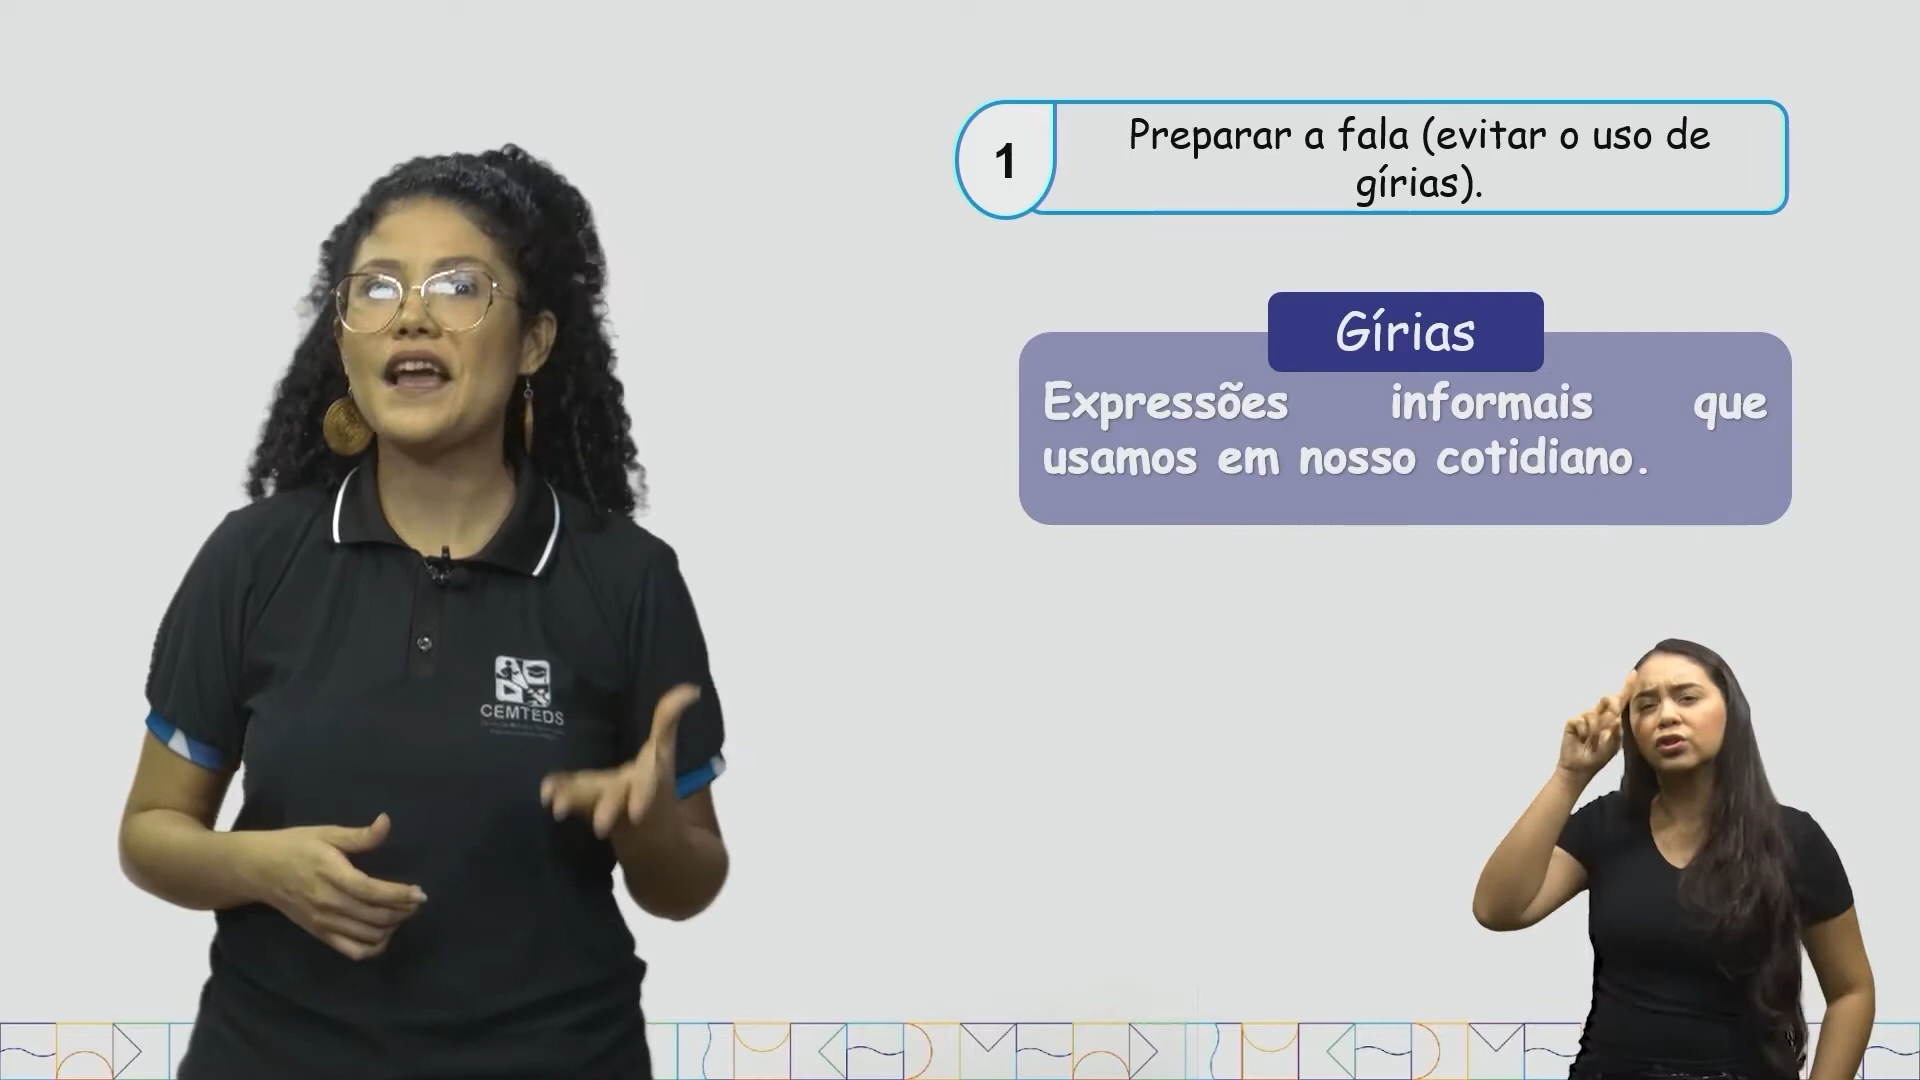 1
Preparar a fala (evitar o uso de
gírias).
Gírias
Expressões informais que
usamos em nosso cotidiano.
CEMTEDS